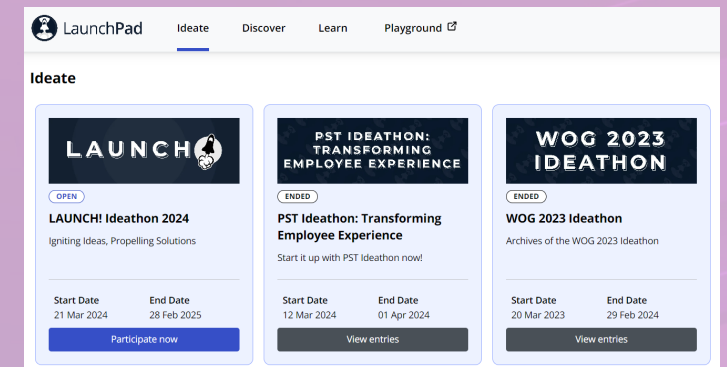 LaunchPad Ideate Discover Learn Playground
Ideate
LAUNCH
OPEN
LAUNCH! Ideathon 2024
Igniting Ideas, Propelling Solutions
Start Date End Date
21 Mar 2024 28 Feb 2025
Participate now
PST IDEATHON:
TRANSFORMING
EMPLOYEE EXPERIENCE
ENDED
PST Ideathon: Transforming
Employee Experience
Start it up with PST Ideathon now!
Start Date End Date
12 Mar 2024 01 Apr 2024
View entries
WOG 2023
IDEATHON
ENDED
WOG 2023 Ideathon
Archives of the WOG 2023 Ideathon
Start Date End Date
20 Mar 2023 29 Feb 2024
View entries